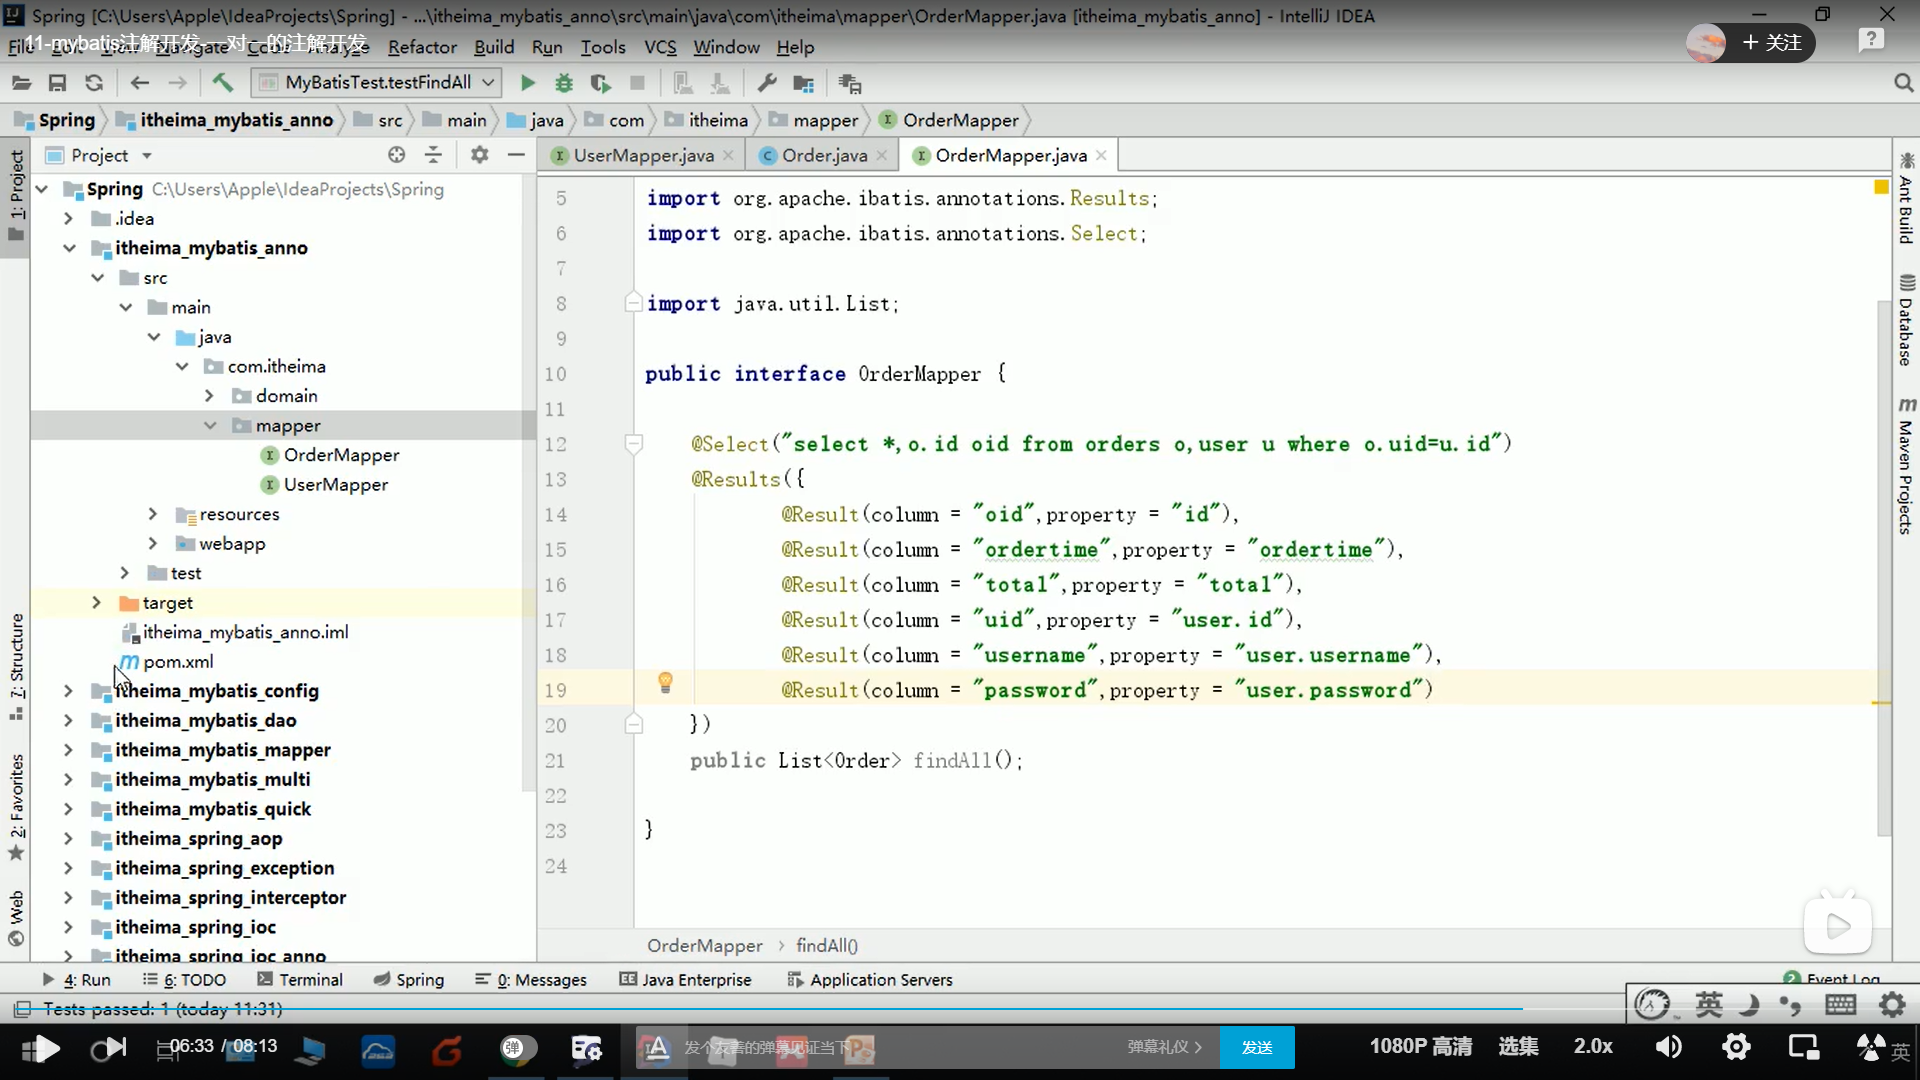 Spring [C:\Users\Apple\IdeaProjects\Spring] - ...\itheima_mybatis_anno\src\main\java\com\itheima\mapper\OrderMapper.java [itheima_mybatis_anno] - IntelliJ IDEA
11-mybatis注解开发-一对一的注解开发
File Edit View Navigate Code Analyze Refactor Build Run Tools VCS Window Help
+ 关注
MyBatisTest.testFindAll
Spring itheima_mybatis_anno src main java com itheima mapper OrderMapper
Project
UserMapper.java
Order.java
OrderMapper.java
1: Project
7: Structure
2: Favorites
Web
Spring C:\Users\Apple\IdeaProjects\Spring
.idea
itheima_mybatis_anno
src
main
java
com.itheima
domain
mapper
OrderMapper
UserMapper
resources
webapp
test
target
itheima_mybatis_anno.iml
pom.xml
itheima_mybatis_config
itheima_mybatis_dao
itheima_mybatis_mapper
itheima_mybatis_multi
itheima_mybatis_quick
itheima_spring_aop
itheima_spring_exception
itheima_spring_interceptor
itheima_spring_ioc
itheima_spring_ioc_anno
5 import org.apache.ibatis.annotations.Results;
6 import org.apache.ibatis.annotations.Select;
7
8 import java.util.List;
9
10 public interface OrderMapper {
11
12 @Select("select *,o.id oid from orders o,user u where o.uid=u.id")
13 @Results({
14 @Result(column = "oid",property = "id"),
15 @Result(column = "ordertime",property = "ordertime"),
16 @Result(column = "total",property = "total"),
17 @Result(column = "uid",property = "user.id"),
18 @Result(column = "username",property = "user.username"),
19 @Result(column = "password",property = "user.password")
20 })
21 public List<Order> findAll();
22
23 }
24
OrderMapper › findAll()
Ant Build
Database
Maven Projects
4: Run 6: TODO Terminal Spring 0: Messages Java Enterprise Application Servers 2 Event Log
Tests passed: 1 (today 11:31)
英
06:33 / 08:13
弹
发个友善的弹幕见证当下
弹幕礼仪 >
发送
1080P 高清
选集
2.0x
英